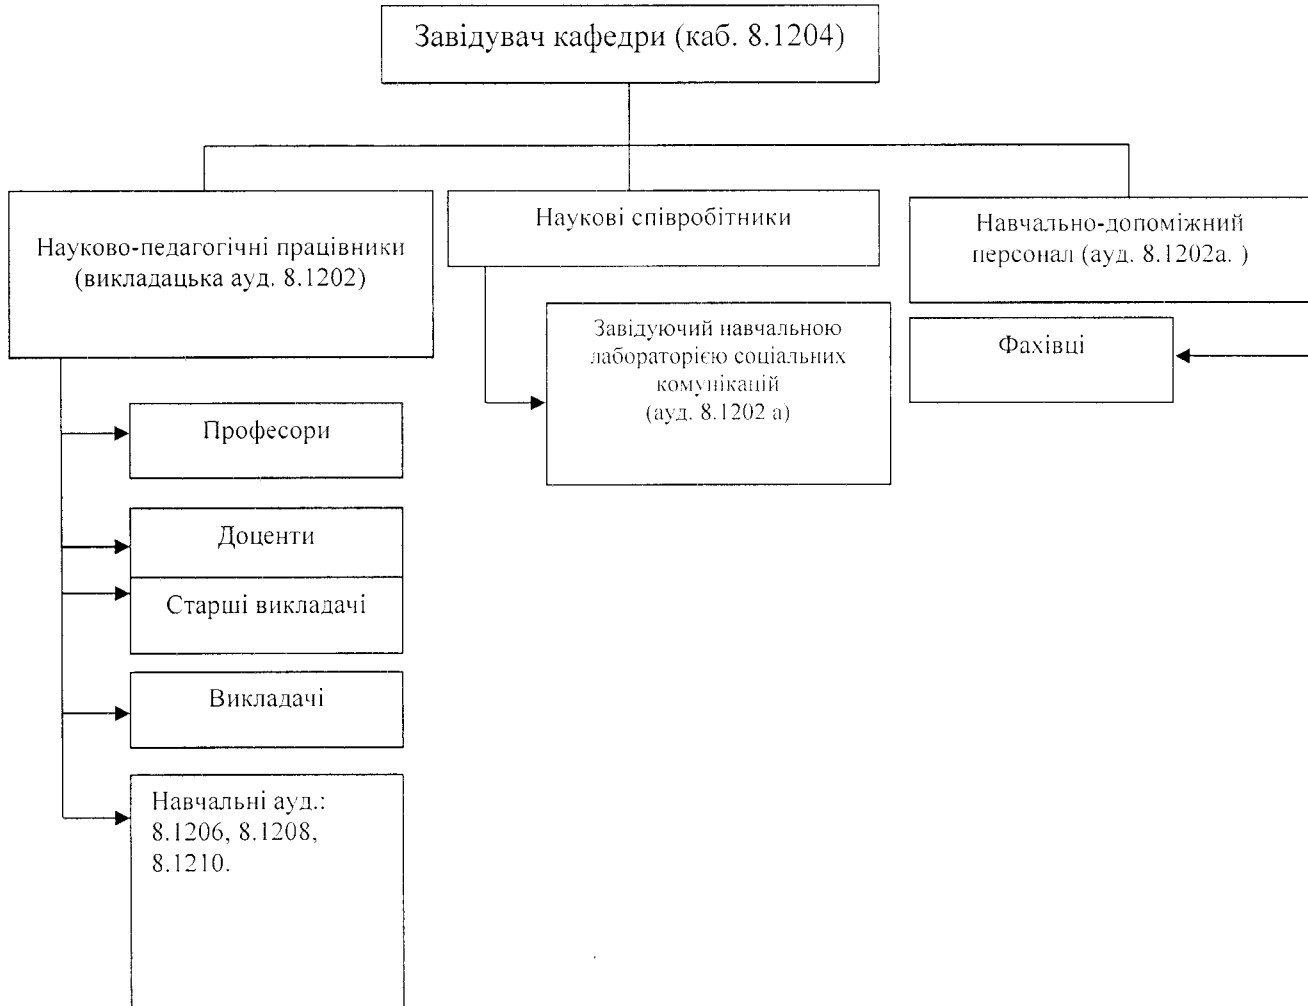 Завідувач кафедри (каб. 8.1204)
Науково-педагогічні працівники
(викладацька ауд. 8.1202)
Наукові співробітники
Навчально-допоміжний
персонал (ауд. 8.1202а. )
Завідуючий навчальною
лабораторією соціальних
комунікацій
(ауд. 8.1202 а)
Фахівці
Професори
Доценти
Старші викладачі
Викладачі
Навчальні ауд.:
8.1206, 8.1208,
8.1210.